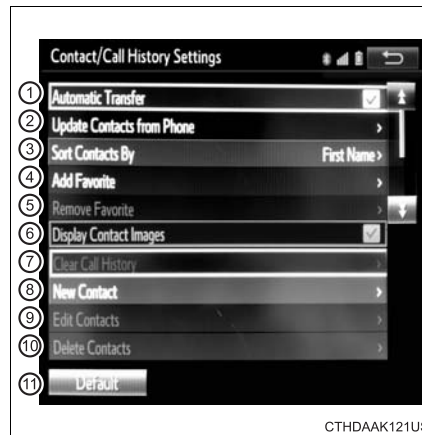 Contact/Call History Settings
① Automatic Transfer
② Update Contacts from Phone
③ Sort Contacts By First Name
④ Add Favorite
⑤ Remove Favorite
⑥ Display Contact Images
⑦ Clear Call History
⑧ New Contact
⑨ Edit Contacts
⑩ Delete Contacts
⑪ Default
CTHDAAK121US